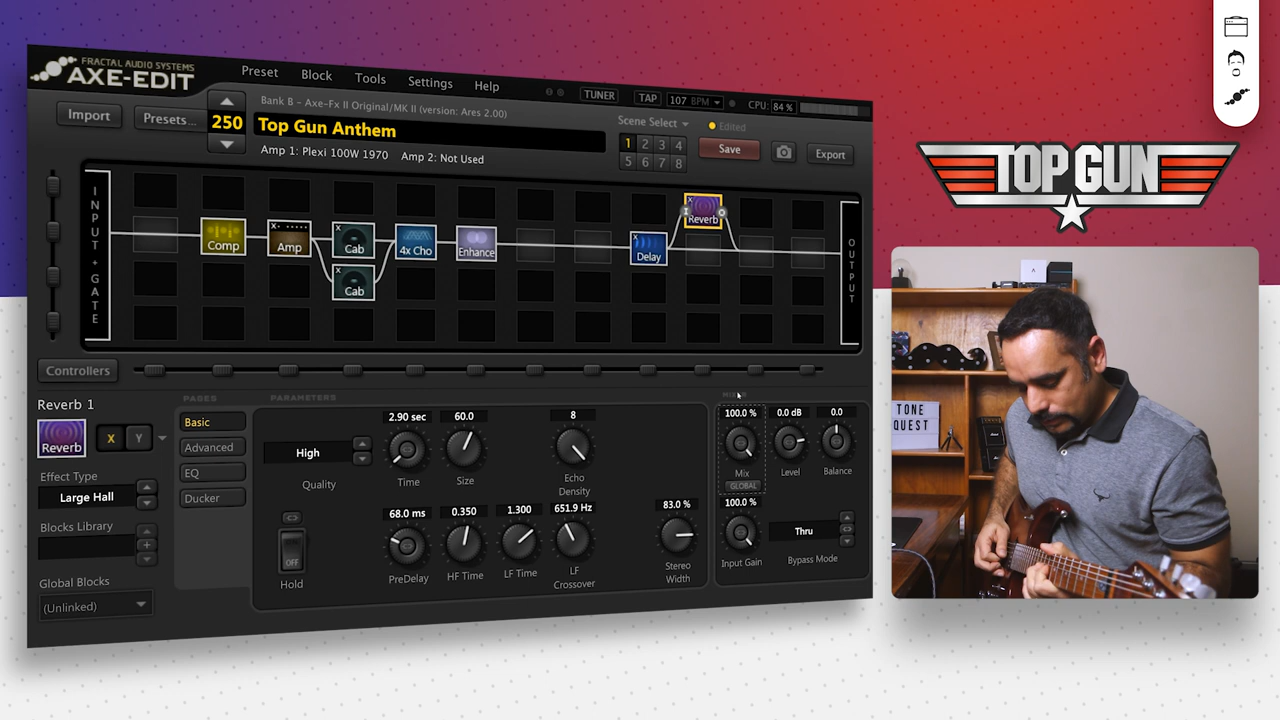 FRACTAL AUDIO SYSTEMS
AXE-EDIT
Preset Block Tools Settings Help
TUNER TAP 107 BPM CPU: 84 %
Import Presets... 250
Bank B - Axe-Fx II Original/MK II (version: Ares 2.00)
Top Gun Anthem
Amp 1: Plexi 100W 1970 Amp 2: Not Used
Scene Select
1 2 3 4
5 6 7 8
Edited
Save
Export
INPUT + GATE
Comp
X
Amp
X
Cab
X
Cab
X
4x Cho
Enhance
X
Delay
X
Reverb
OUTPUT
Controllers
Reverb 1
Reverb
X Y
Effect Type
Large Hall
Blocks Library
Global Blocks
(Unlinked)
PAGES
Basic
Advanced
EQ
Ducker
PARAMETERS
High
Quality
OFF
Hold
2.90 sec
Time
60.0
Size
8
Echo
Density
68.0 ms
PreDelay
0.350
HF Time
1.300
LF Time
651.9 Hz
LF
Crossover
83.0 %
Stereo
Width
100.0 %
Mix
GLOBAL
0.0 dB
Level
0.0
Balance
100.0 %
Input Gain
Thru
Bypass Mode
TOP GUN
TONE
QUEST